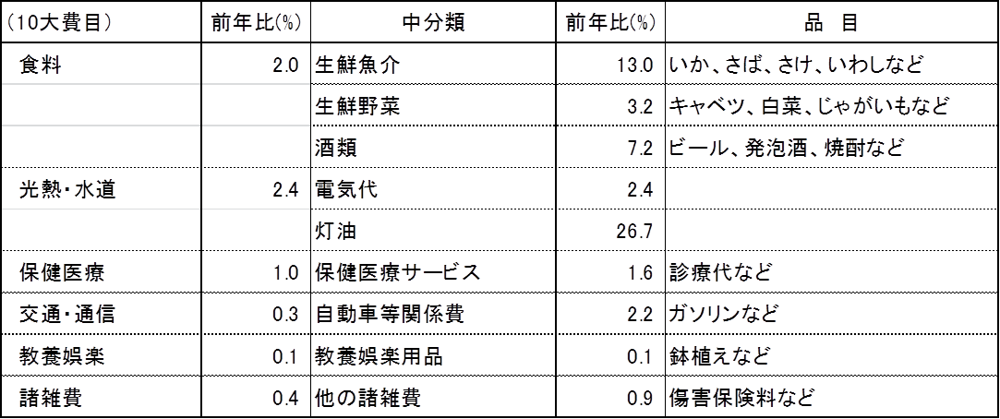 (10大費目) 前年比(%) 中分類 前年比(%) 品 目
食料 2.0 生鮮魚介 13.0 いか、さば、さけ、いわしなど
生鮮野菜 3.2 キャベツ、白菜、じゃがいもなど
酒類 7.2 ビール、発泡酒、焼酎など
光熱・水道 2.4 電気代 2.4
灯油 26.7
保健医療 1.0 保健医療サービス 1.6 診療代など
交通・通信 0.3 自動車等関係費 2.2 ガソリンなど
教養娯楽 0.1 教養娯楽用品 0.1 鉢植えなど
諸雑費 0.4 他の諸雑費 0.9 傷害保険料など